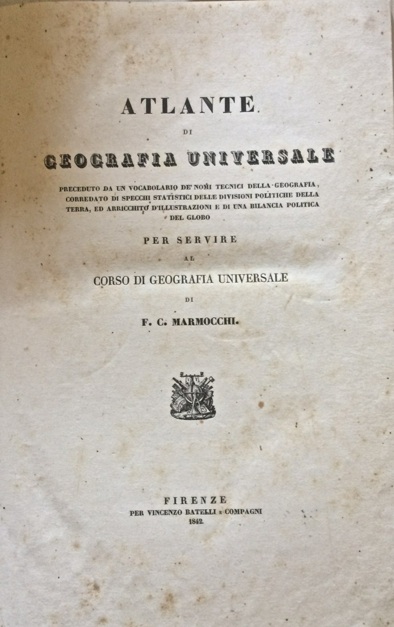 ATLANTE
DI
GEOGRAFIA UNIVERSALE
PRECEDUTO DA UN VOCABOLARIO DE' NOMI TECNICI DELLA GEOGRAFIA,
CORREDATO DI SPECCHI STATISTICI DELLE DIVISIONI POLITICHE DELLA
TERRA, ED ARRICCHITO D'ILLUSTRAZIONI E DI UNA BILANCIA POLITICA
DEL GLOBO
PER SERVIRE
AL
CORSO DI GEOGRAFIA UNIVERSALE
DI
F. C. MARMOCCHI.
FIRENZE
PER VINCENZO BATELLI E COMPAGNI
1842.